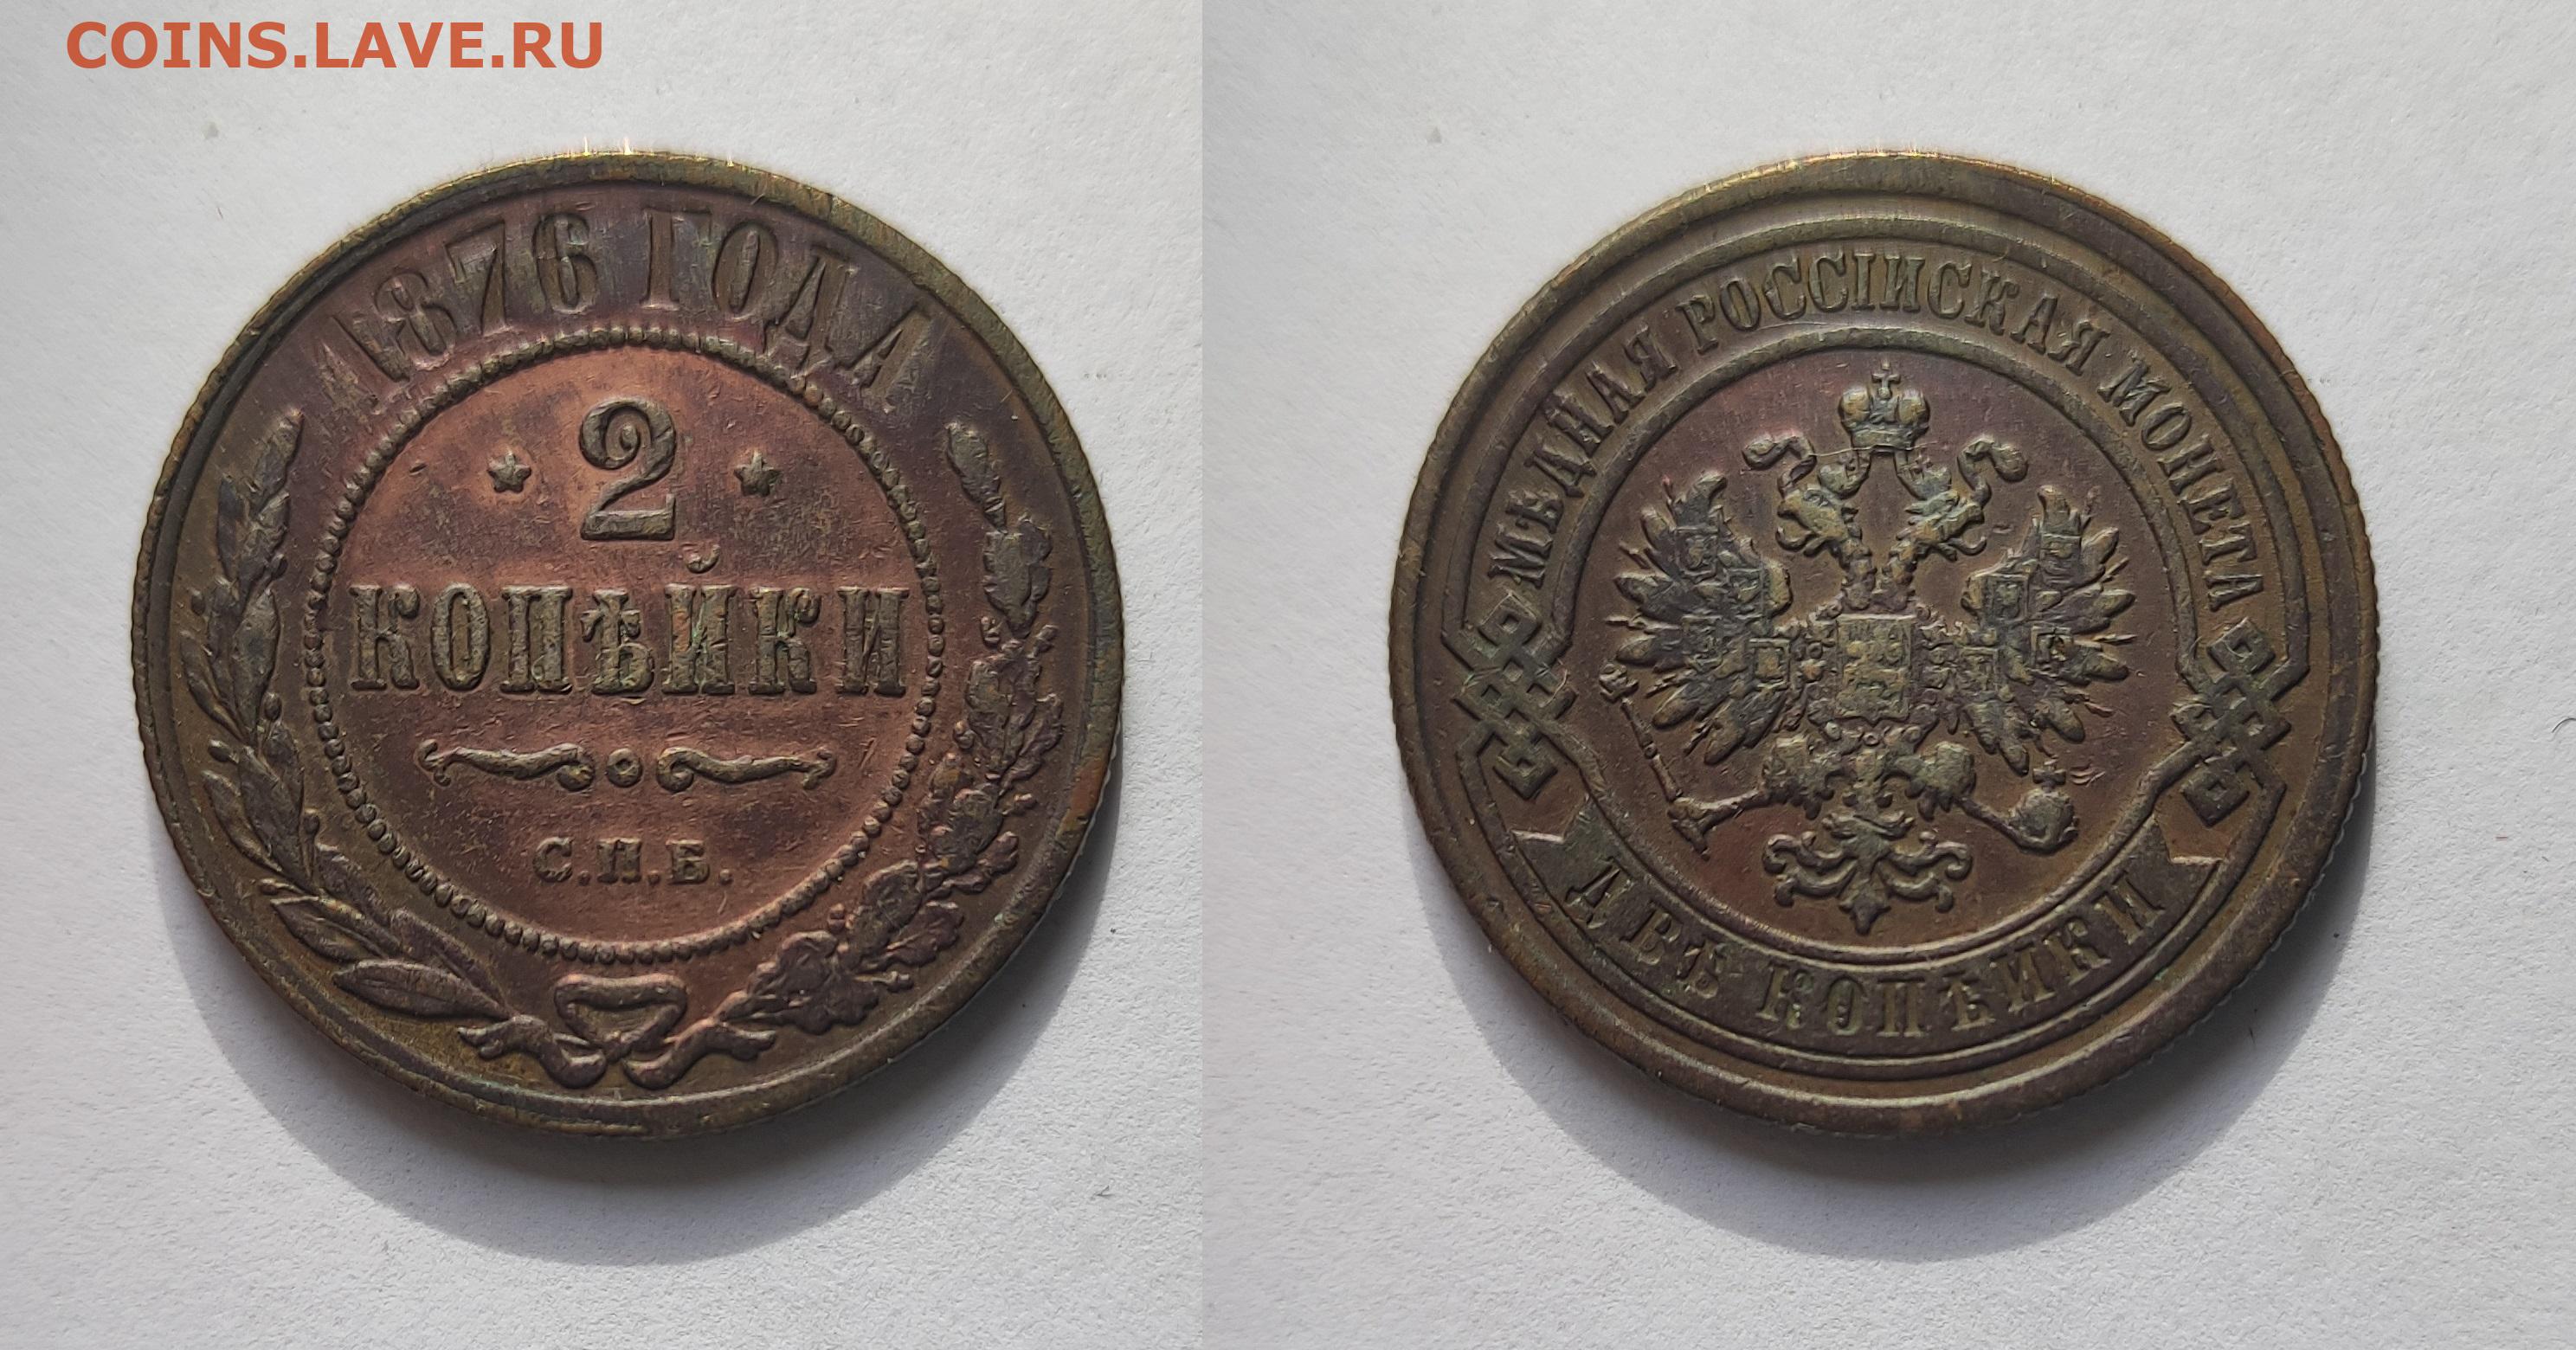 COINS.LAVE.RU
1876 ГОДА
2
КОПѢЙКИ
С.П.Б.
МѢДНАЯ РОССІЙСКАЯ МОНЕТА
ДВѢ КОПѢЙКИ